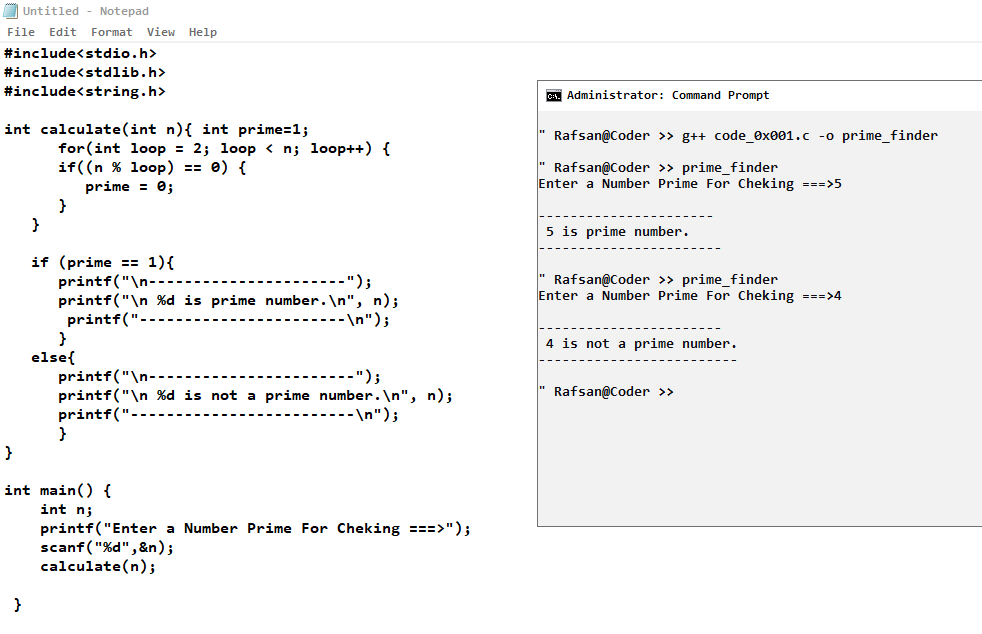 Untitled - Notepad
File Edit Format View Help
#include<stdio.h>
#include<stdlib.h>
#include<string.h>
int calculate(int n){ int prime=1;
for(int loop = 2; loop < n; loop++) {
if((n % loop) == 0) {
prime = 0;
}
}
if (prime == 1){
printf("\n----------------------");
printf("\n %d is prime number.\n", n);
printf("-----------------------\n");
}
else{
printf("\n-----------------------");
printf("\n %d is not a prime number.\n", n);
printf("-------------------------\n");
}
}
int main() {
int n;
printf("Enter a Number Prime For Cheking ===>");
scanf("%d",&n);
calculate(n);
}
C:\. Administrator: Command Prompt
" Rafsan@Coder >> g++ code_0x001.c -o prime_finder
" Rafsan@Coder >> prime_finder
Enter a Number Prime For Cheking ===>5
----------------------
5 is prime number.
-----------------------
" Rafsan@Coder >> prime_finder
Enter a Number Prime For Cheking ===>4
-----------------------
4 is not a prime number.
-------------------------
" Rafsan@Coder >>